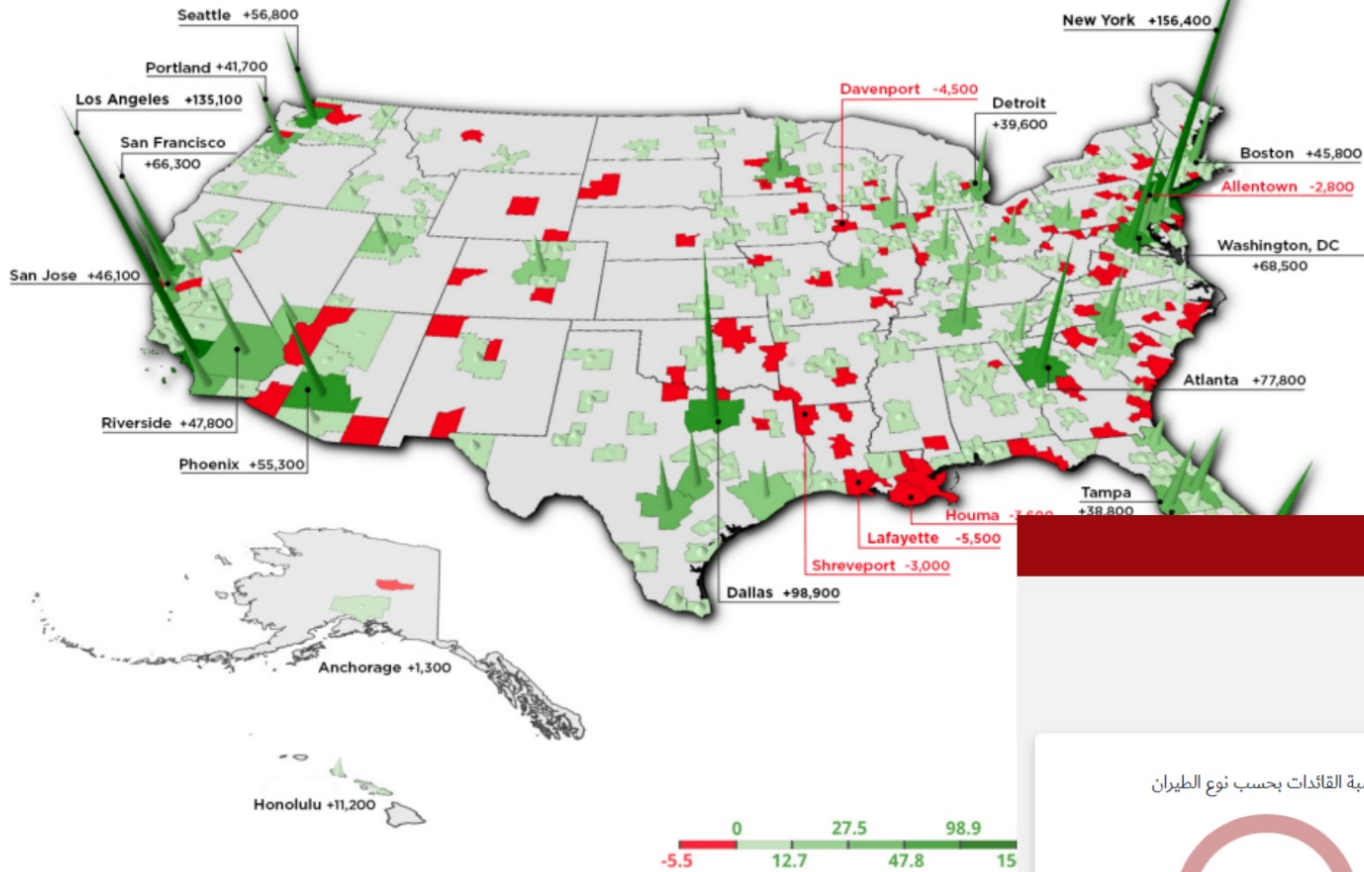 Seattle +56,800
New York +156,400
Portland +41,700
Davenport -4,500
Los Angeles +135,100
Detroit
+39,600
San Francisco
+66,300
Boston +45,800
Allentown -2,800
Washington, DC
+68,500
San Jose +46,100
Atlanta +77,800
Riverside +47,800
Phoenix +55,300
Tampa
+38,800
Houma
Lafayette -5,500
Shreveport -3,000
Dallas +98,900
Anchorage +1,300
Honolulu +11,200
القائدات بحسب نوع الطيران
0 27.5 98.9
-5.5 12.7 47.8 15